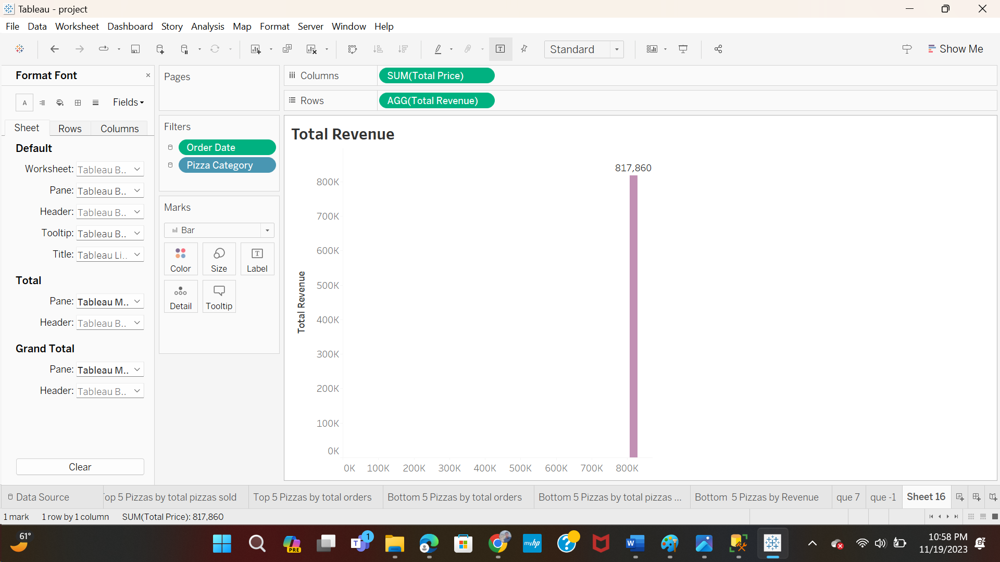 Tableau - project
File Data Worksheet Dashboard Story Analysis Map Format Server Window Help
Standard
Show Me
Format Font
A
Fields
Sheet Rows Columns
Default
Worksheet: Tableau B..
Pane: Tableau B..
Header: Tableau B..
Tooltip: Tableau B..
Title: Tableau Li..
Total
Pane: Tableau M..
Header: Tableau B..
Grand Total
Pane: Tableau M..
Header: Tableau B..
Clear
Pages
Filters
Order Date
Pizza Category
Marks
Bar
Color Size Label
Detail Tooltip
Columns SUM(Total Price)
Rows AGG(Total Revenue)
Total Revenue
817,860
800K
700K
600K
500K
400K
300K
200K
100K
0K
Total Revenue
0K 100K 200K 300K 400K 500K 600K 700K 800K
Data Source op 5 Pizzas by total pizzas sold Top 5 Pizzas by total orders Bottom 5 Pizzas by total orders Bottom 5 Pizzas by total pizzas ... Bottom 5 Pizzas by Revenue que 7 que -1 Sheet 16
1 mark 1 row by 1 column SUM(Total Price): 817,860
61°
PRE
T
1
myhp
?
W
10:58 PM
11/19/2023